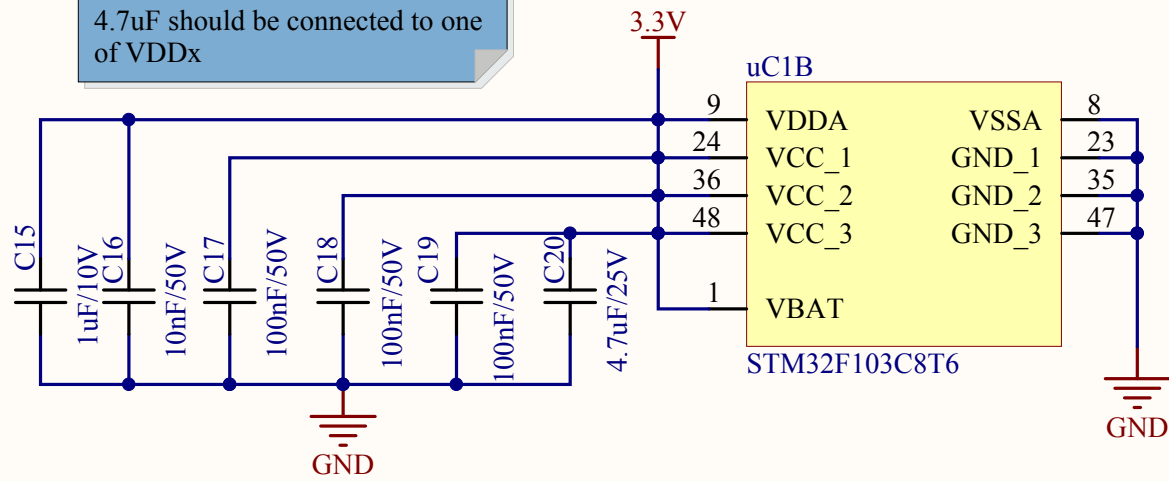 4.7uF should be connected to one
of VDDx
3.3V
uC1B
9 VDDA VSSA 8
24 VCC_1 GND_1 23
36 VCC_2 GND_2 35
48 VCC_3 GND_3 47
1 VBAT
STM32F103C8T6
C15
1uF/10V
C16
10nF/50V
C17
100nF/50V
C18
100nF/50V
C19
100nF/50V
C20
4.7uF/25V
GND
GND